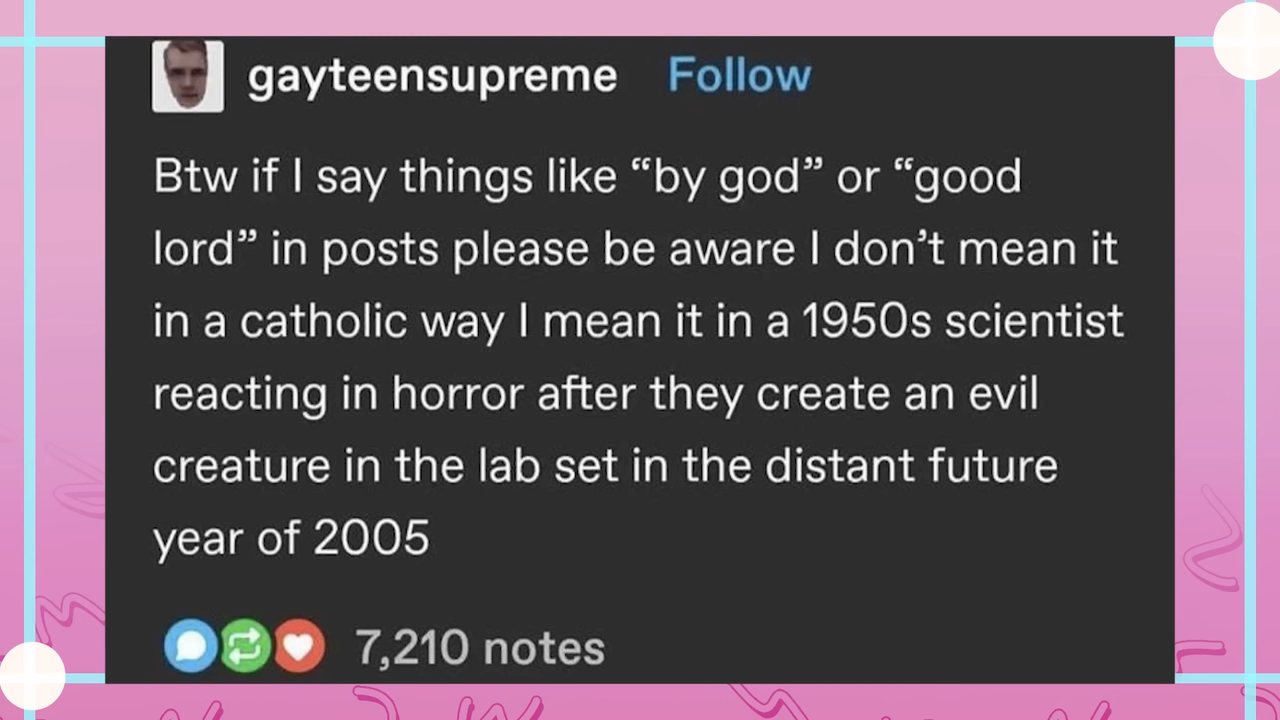 gayteensupreme Follow
Btw if I say things like “by god” or “good
lord” in posts please be aware I don’t mean it
in a catholic way I mean it in a 1950s scientist
reacting in horror after they create an evil
creature in the lab set in the distant future
year of 2005
7,210 notes